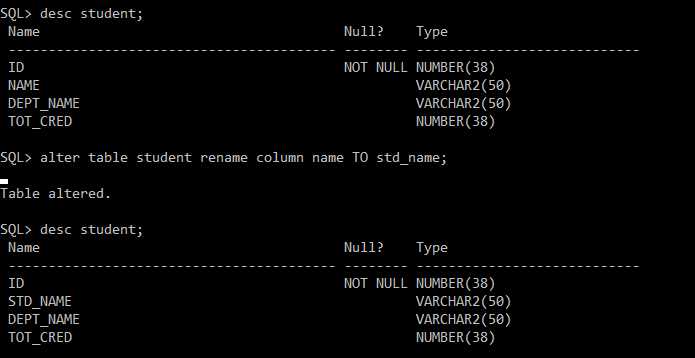 SQL> desc student;
 Name                                      Null?    Type
 ----------------------------------------- -------- ----------------------------
 ID                                        NOT NULL NUMBER(38)
 NAME                                               VARCHAR2(50)
 DEPT_NAME                                          VARCHAR2(50)
 TOT_CRED                                           NUMBER(38)
SQL> alter table student rename column name TO std_name;
Table altered.
SQL> desc student;
 Name                                      Null?    Type
 ----------------------------------------- -------- ----------------------------
 ID                                        NOT NULL NUMBER(38)
 STD_NAME                                           VARCHAR2(50)
 DEPT_NAME                                          VARCHAR2(50)
 TOT_CRED                                           NUMBER(38)